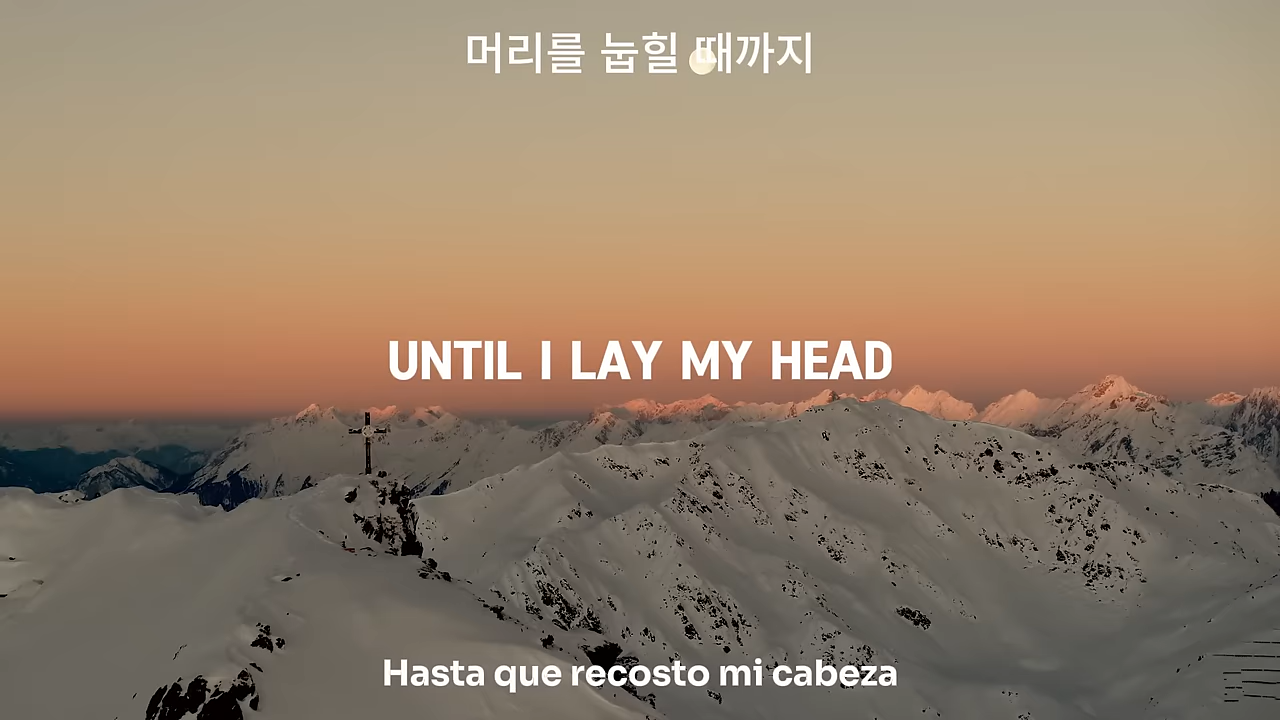 머리를 눕힐 때까지
UNTIL I LAY MY HEAD
Hasta que recosto mi cabeza